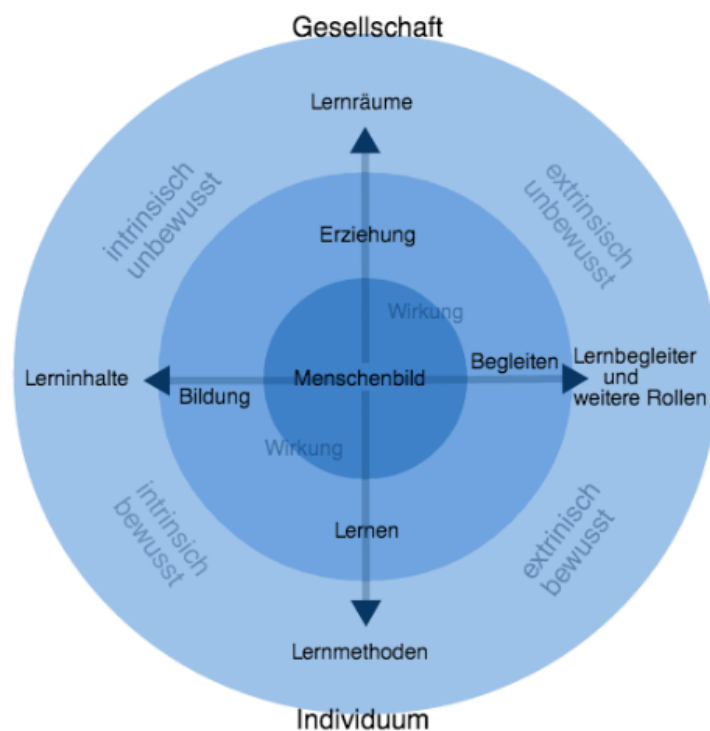 Gesellschaft
Lernräume
intrinsisch
unbewusst
extrinsisch
unbewusst
Erziehung
Wirkung
Lerninhalte
Bildung
Menschenbild
Begleiten
Lernbegleiter
und
weitere Rollen
Wirkung
intrinsich
bewusst
extrinisch
bewusst
Lernen
Lernmethoden
Individuum